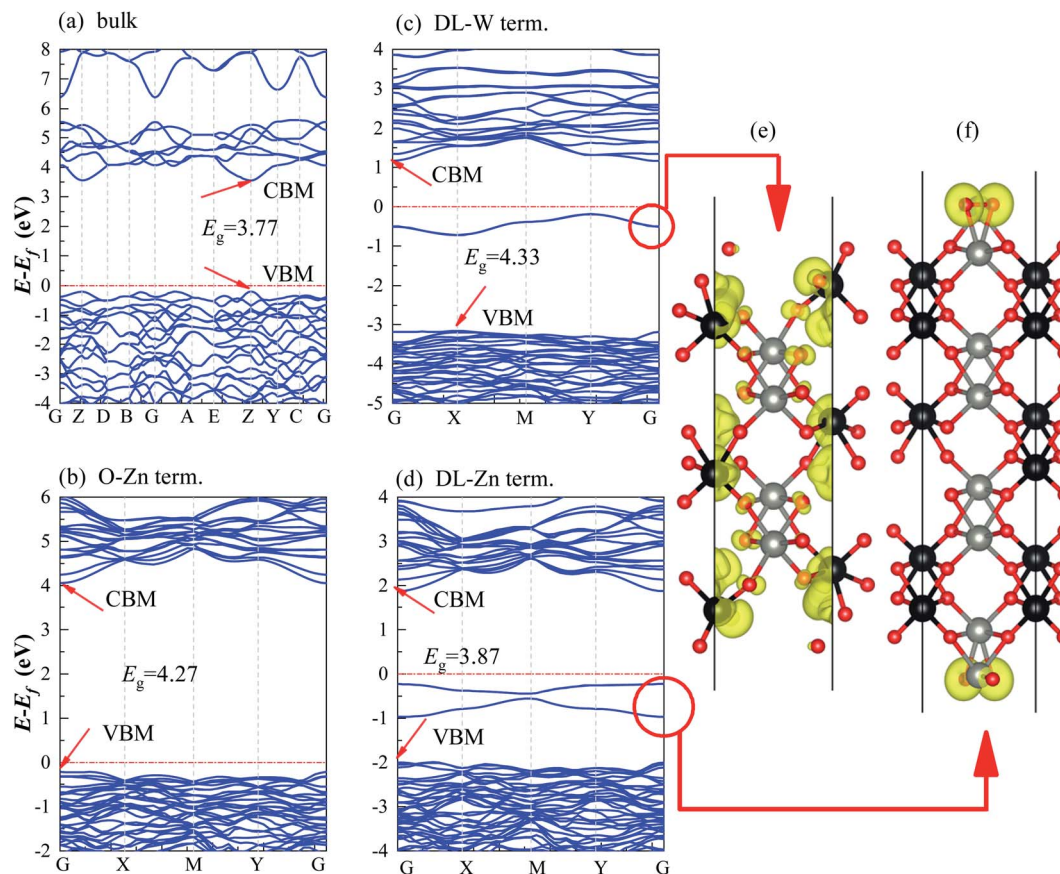 (a) bulk
E-E_f (eV)
8
7
6
5
4
3
2
1
0
-1
-2
-3
-4
CBM
E_g=3.77
VBM
G Z D B G A E Z Y C G
(c) DL-W term.
4
3
2
1
0
-1
-2
-3
-4
-5
CBM
E_g=4.33
VBM
G X M Y G
(e)
(f)
(b) O-Zn term.
E-E_f (eV)
6
5
4
3
2
1
0
-1
-2
CBM
E_g=4.27
VBM
G X M Y G
(d) DL-Zn term.
4
3
2
1
0
-1
-2
-3
-4
CBM
E_g=3.87
VBM
G X M Y G